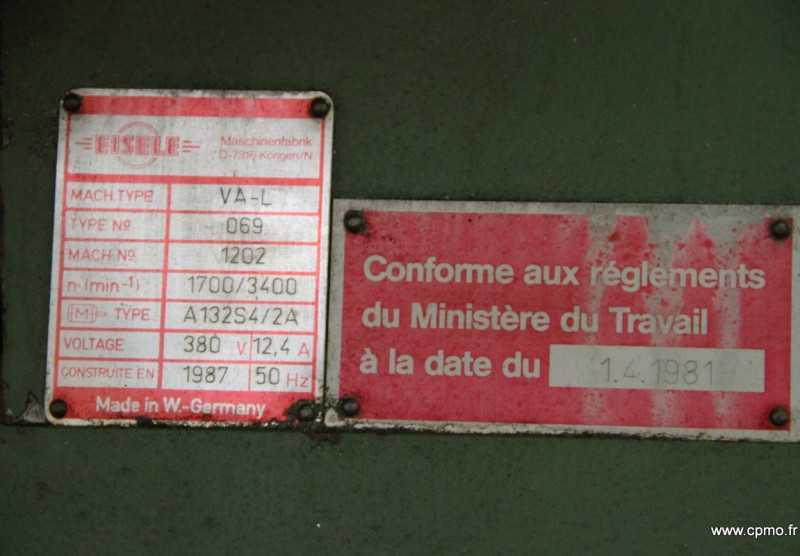 EISELE
Maschinenfabrik
D-7316 Köngen/N
MACH.TYPE VA-L
TYPE Nº 069
MACH.Nº 1202
n (min-1) 1700/3400
M TYPE A132S4/2A
VOLTAGE 380 V 12,4 A
CONSTRUITE EN 1987 50 Hz
Made in W.-Germany
Conforme aux réglements
du Ministère du Travail
à la date du 1.4.1981
www.cpmo.fr